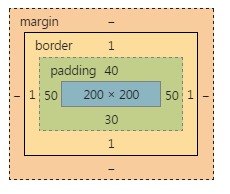 margin –
border 1
padding 40
– 1 50 200 × 200 50 1 –
30
1
–